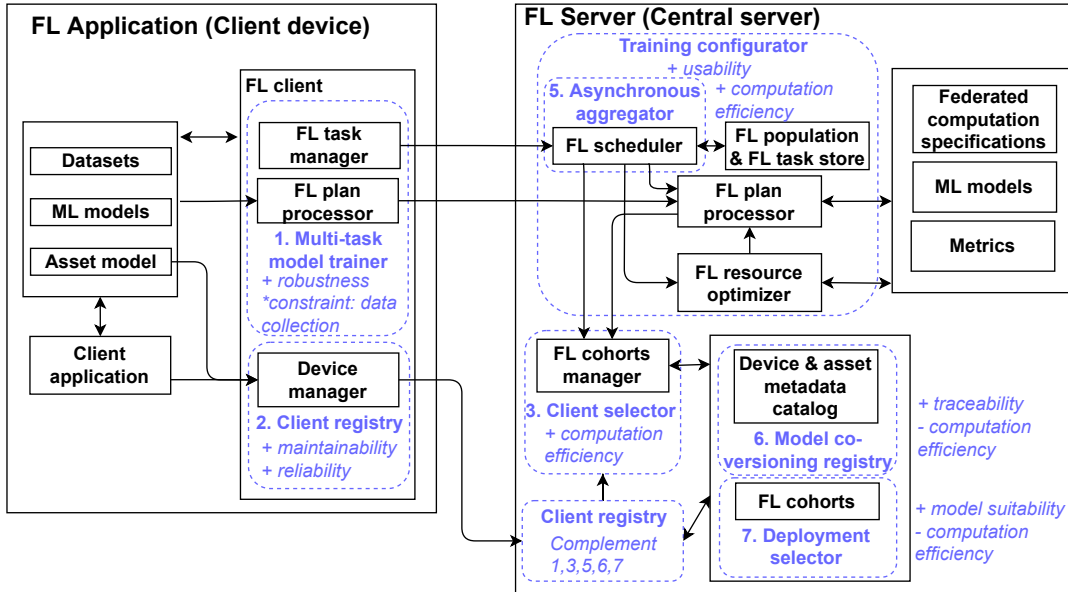 FL Application (Client device)
FL client
Datasets
ML models
Asset model
Client
application
FL task
manager
FL plan
processor
1. Multi-task
model trainer
+ robustness
*constraint: data
collection
Device
manager
2. Client registry
+ maintainability
+ reliability
FL Server (Central server)
Training configurator
+ usability
+ computation
efficiency
5. Asynchronous
aggregator
FL scheduler
FL population
& FL task store
FL plan
processor
FL resource
optimizer
Federated
computation
specifications
ML models
Metrics
FL cohorts
manager
3. Client selector
+ computation
efficiency
Client registry
Complement
1,3,5,6,7
Device & asset
metadata
catalog
6. Model co-
versioning registry
+ traceability
- computation
efficiency
FL cohorts
7. Deployment
selector
+ model suitability
- computation
efficiency